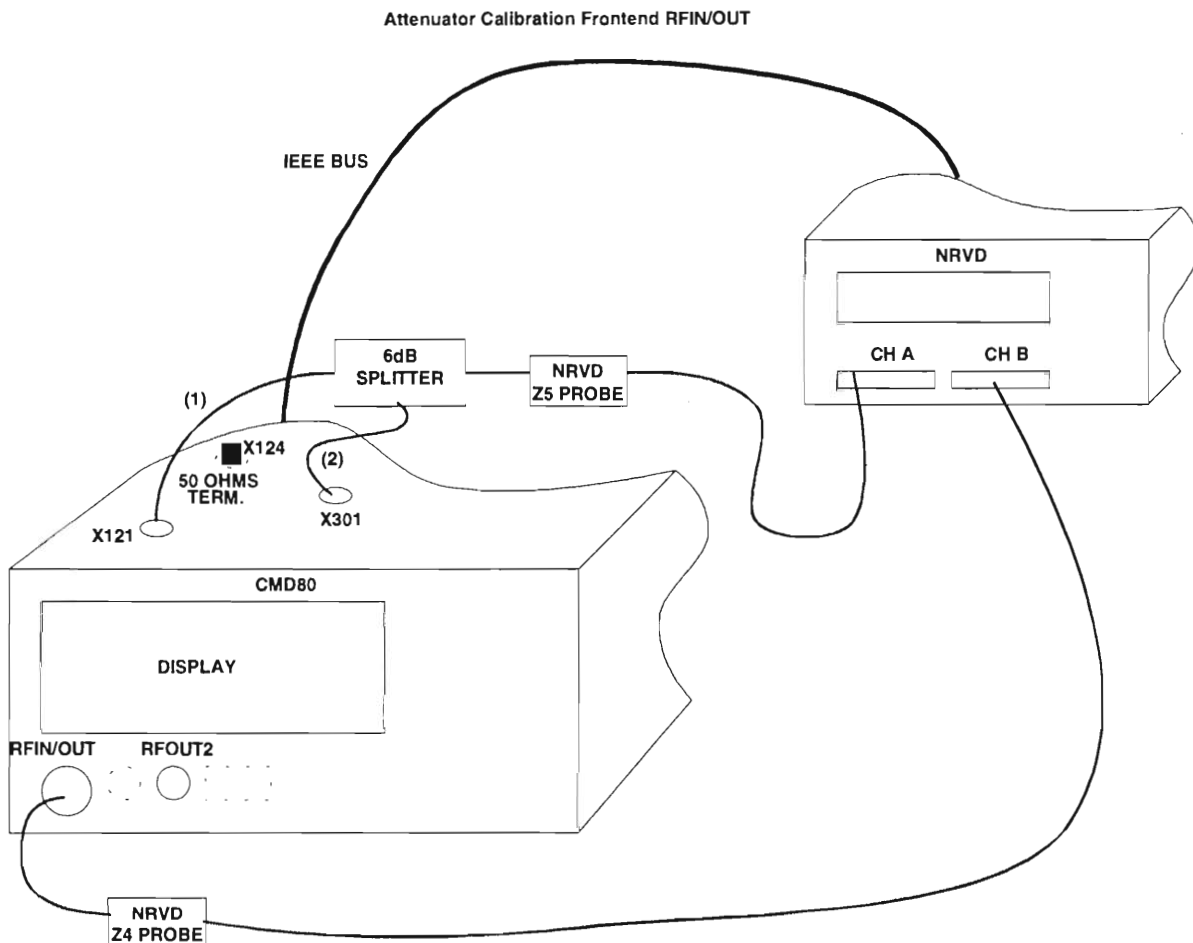 Attenuator Calibration Frontend RFIN/OUT
IEEE BUS
NRVD
CH A
CH B
6dB
SPLITTER
NRVD
Z5 PROBE
(1)
X124
50 OHMS
TERM.
(2)
X301
X121
CMD80
DISPLAY
RFIN/OUT
RFOUT2
NRVD
Z4 PROBE